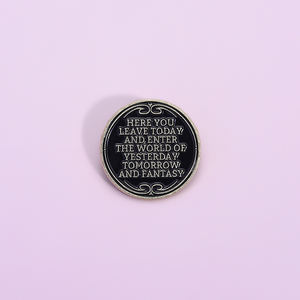 HERE YOU
LEAVE TODAY
AND ENTER
THE WORLD OF
YESTERDAY
TOMORROW
AND FANTASY